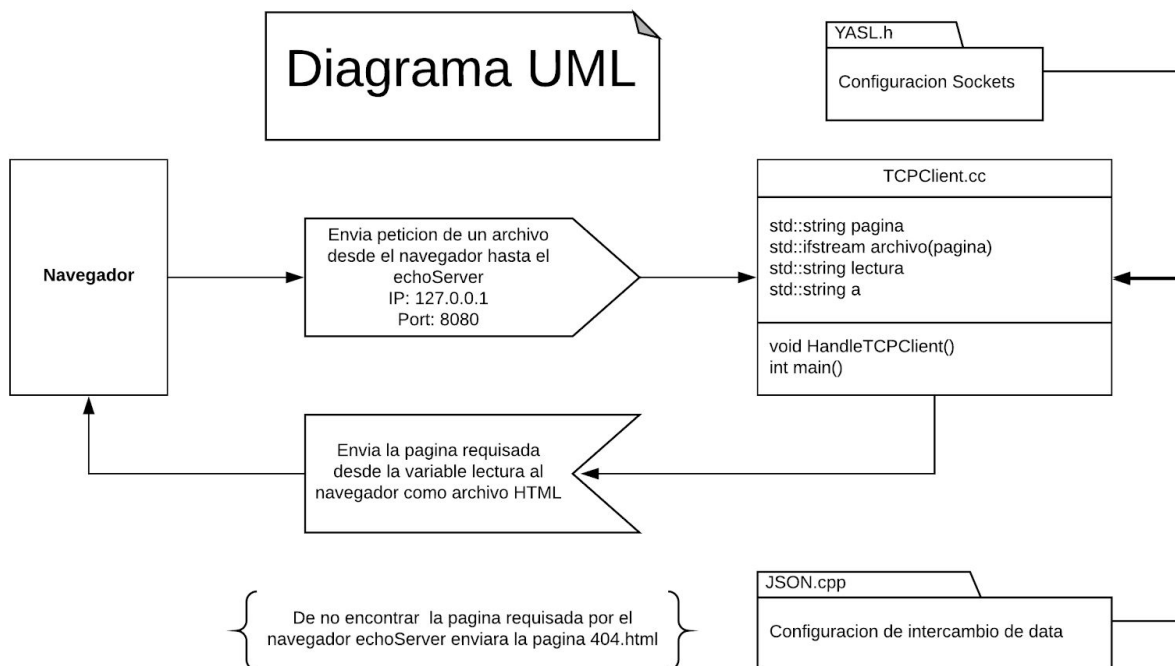 Diagrama UML
YASL.h
Configuracion Sockets
Navegador
Envia peticion de un archivo
desde el navegador hasta el
echoServer
IP: 127.0.0.1
Port: 8080
TCPClient.cc
std::string pagina
std::ifstream archivo(pagina)
std::string lectura
std::string a
void HandleTCPClient()
int main()
Envia la pagina requisada
desde la variable lectura al
navegador como archivo HTML
De no encontrar la pagina requisada por el
navegador echoServer enviara la pagina 404.html
JSON.cpp
Configuracion de intercambio de data